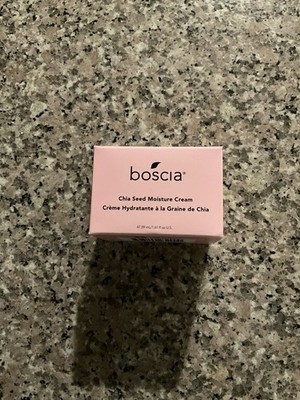 boscia®
Chia Seed Moisture Cream
Crème Hydratante à la Graine de Chia